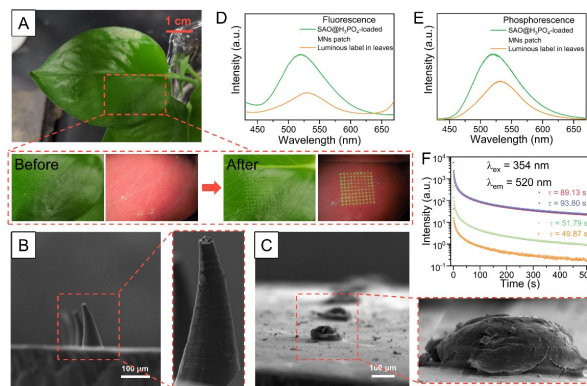 A
1 cm
Before
After
B
100 μm
C
100 μm
D
Fluorescence
SAO@H₃PO₄-loaded
MNs patch
Luminous label in leaves
Intensity (a.u.)
450 500 550 600 650
Wavelength (nm)
E
Phosphorescence
SAO@H₃PO₄-loaded
MNs patch
Luminous label in leaves
Intensity (a.u.)
450 500 550 600 650
Wavelength (nm)
F
λex = 354 nm
λem = 520 nm
τ = 89.13 s
τ = 93.80 s
τ = 51.79 s
τ = 49.87 s
Intensity (a.u.)
10⁴
10³
10²
10¹
10⁰
10⁻¹
0 100 200 300 400 500
Time (s)